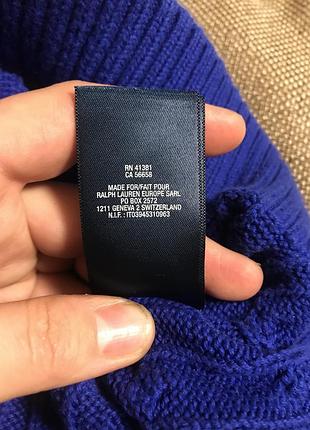 RN 41381
CA 56658
MADE FOR/FAIT POUR
RALPH LAUREN EUROPE SARL
PO BOX 2572
1211 GENEVA 2 SWITZERLAND
N.I.F. : IT03945310963